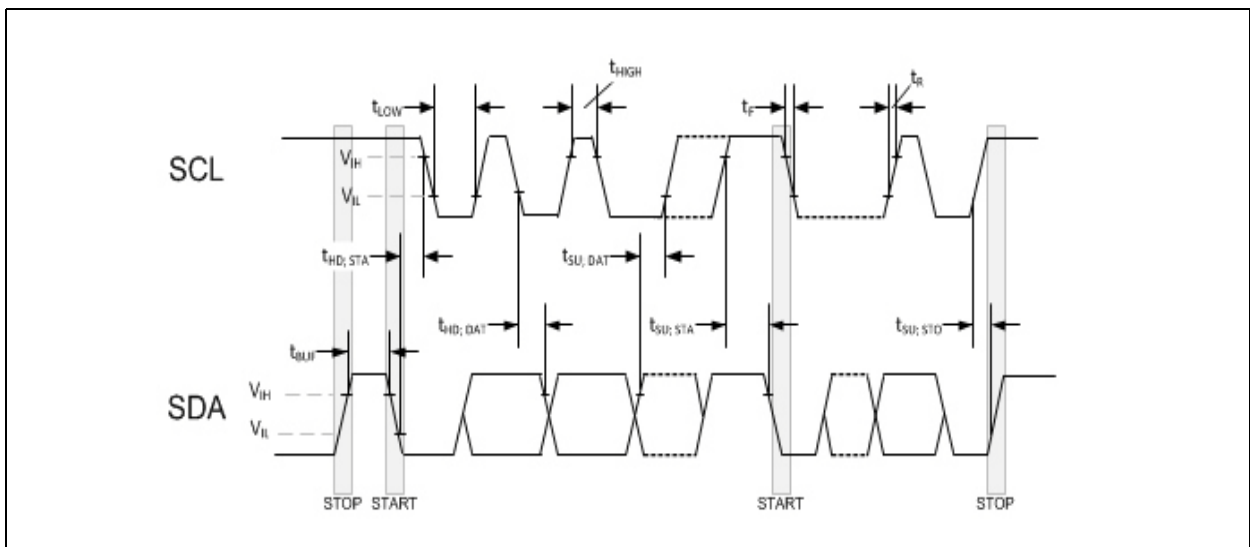 tHIGH
tLOW
tF
tR
SCL
VIH
VIL
tHD; STA
tSU; DAT
tHD; DAT
tSU; STA
tSU; STO
tBUF
SDA
VIH
VIL
STOP START START STOP